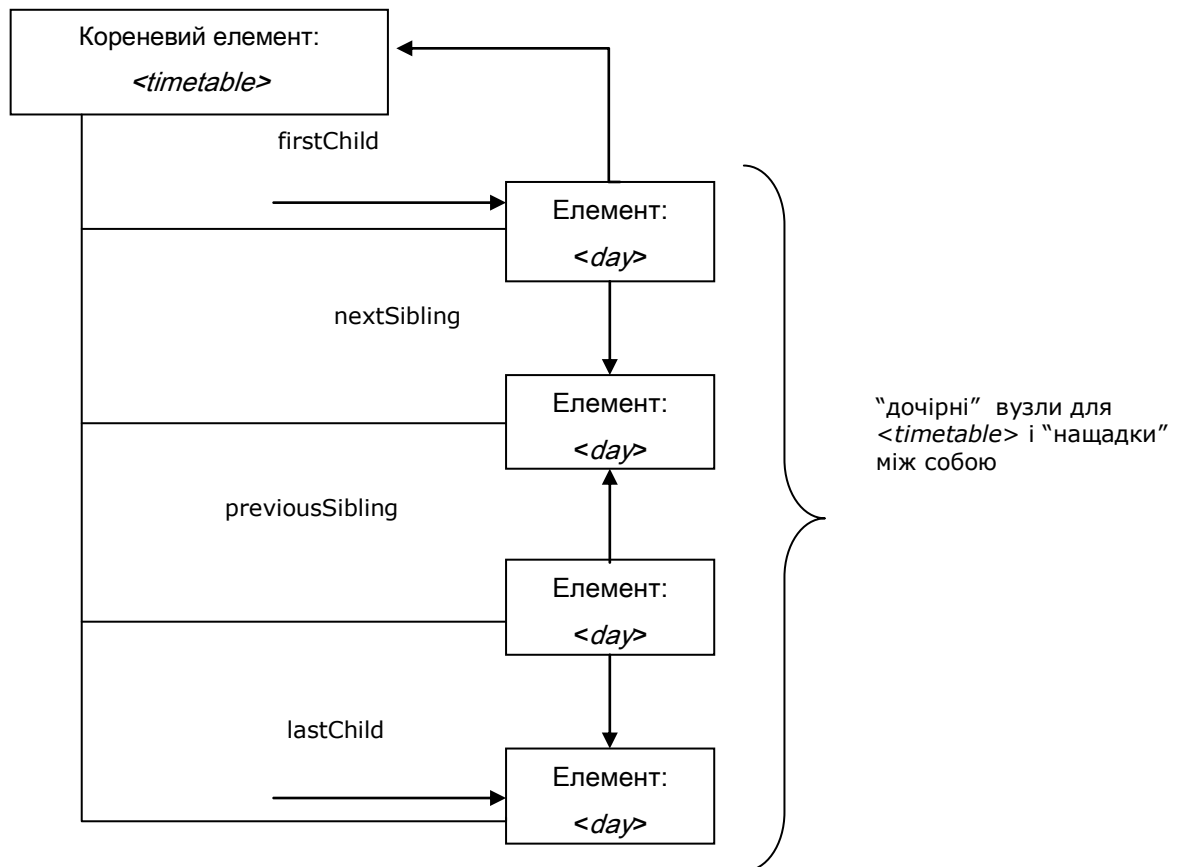 Кореневий елемент:
<timetable>
firstChild
Елемент:
<day>
nextSibling
Елемент:
<day>
“дочірні” вузли для
<timetable> і “нащадки”
між собою
previousSibling
Елемент:
<day>
lastChild
Елемент:
<day>